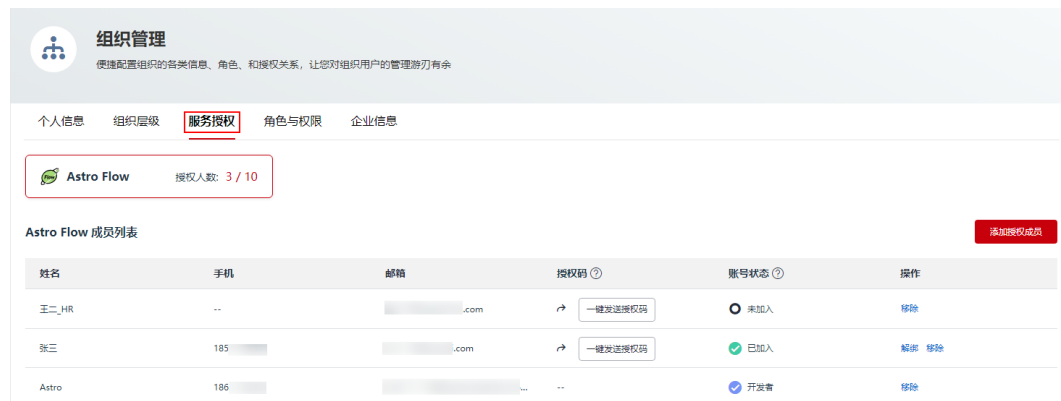 组织管理
便捷配置组织的各类信息、角色、和授权关系，让您对组织用户的管理游刃有余
个人信息 组织层级 服务授权 角色与权限 企业信息
Flow Astro Flow 授权人数: 3 / 10
Astro Flow 成员列表 添加授权成员
姓名 手机 邮箱 授权码 ? 账号状态 ? 操作
王二_HR -- .com 一键发送授权码 未加入 移除
张三 185 .com 一键发送授权码 已加入 解绑 移除
Astro 186 ... -- 开发者 移除